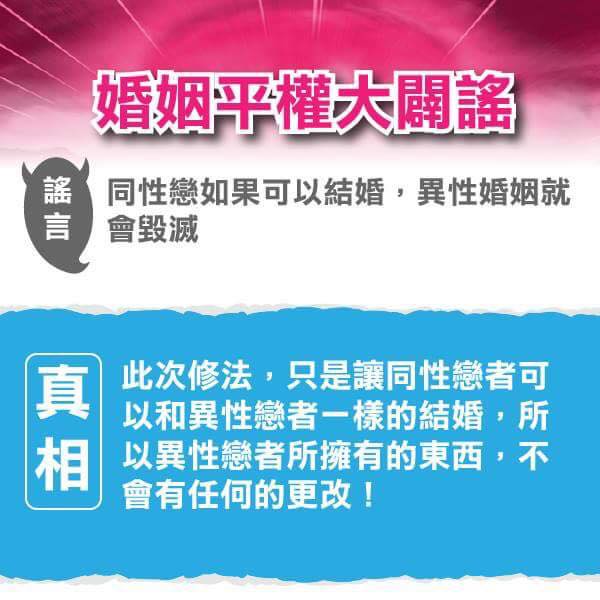 婚姻平權大闢謠
謠言
同性戀如果可以結婚，異性婚姻就
會毀滅
真相
此次修法，只是讓同性戀者可
以和異性戀者一樣的結婚，所
以異性戀者所擁有的東西，不
會有任何的更改！